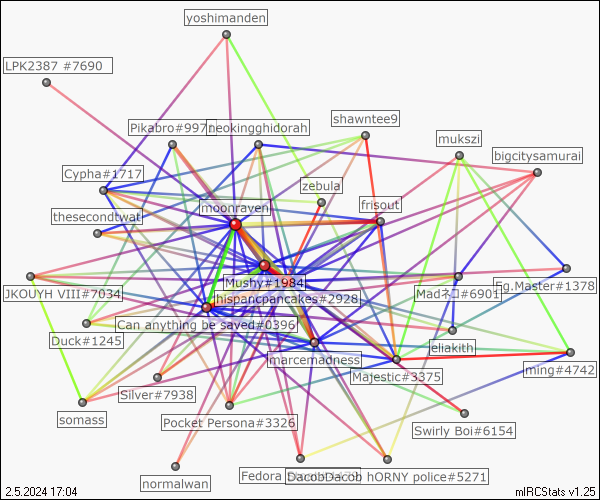 yoshimanden
LPK2387 #7690
shawntee9
Pikabro#997
neokingghidorah
mukszi
bigcitysamurai
Cypha#1717
zebula
moonraven
frisout
thesecondtwat
Mushy#1984
JKOUYH VIII#7034
hispancpancakes#2928
Madネコ#6901
Fg.Master#1378
Can anything be saved#0396
Duck#1245
eliakith
marcemadness
Majestic#3375
ming#4742
Silver#7938
somass
Pocket Persona#3326
Swirly Boi#6154
normalwan
Fedora
DacobDacob hORNY police#5271
2.5.2024 17:04
mIRCStats v1.25